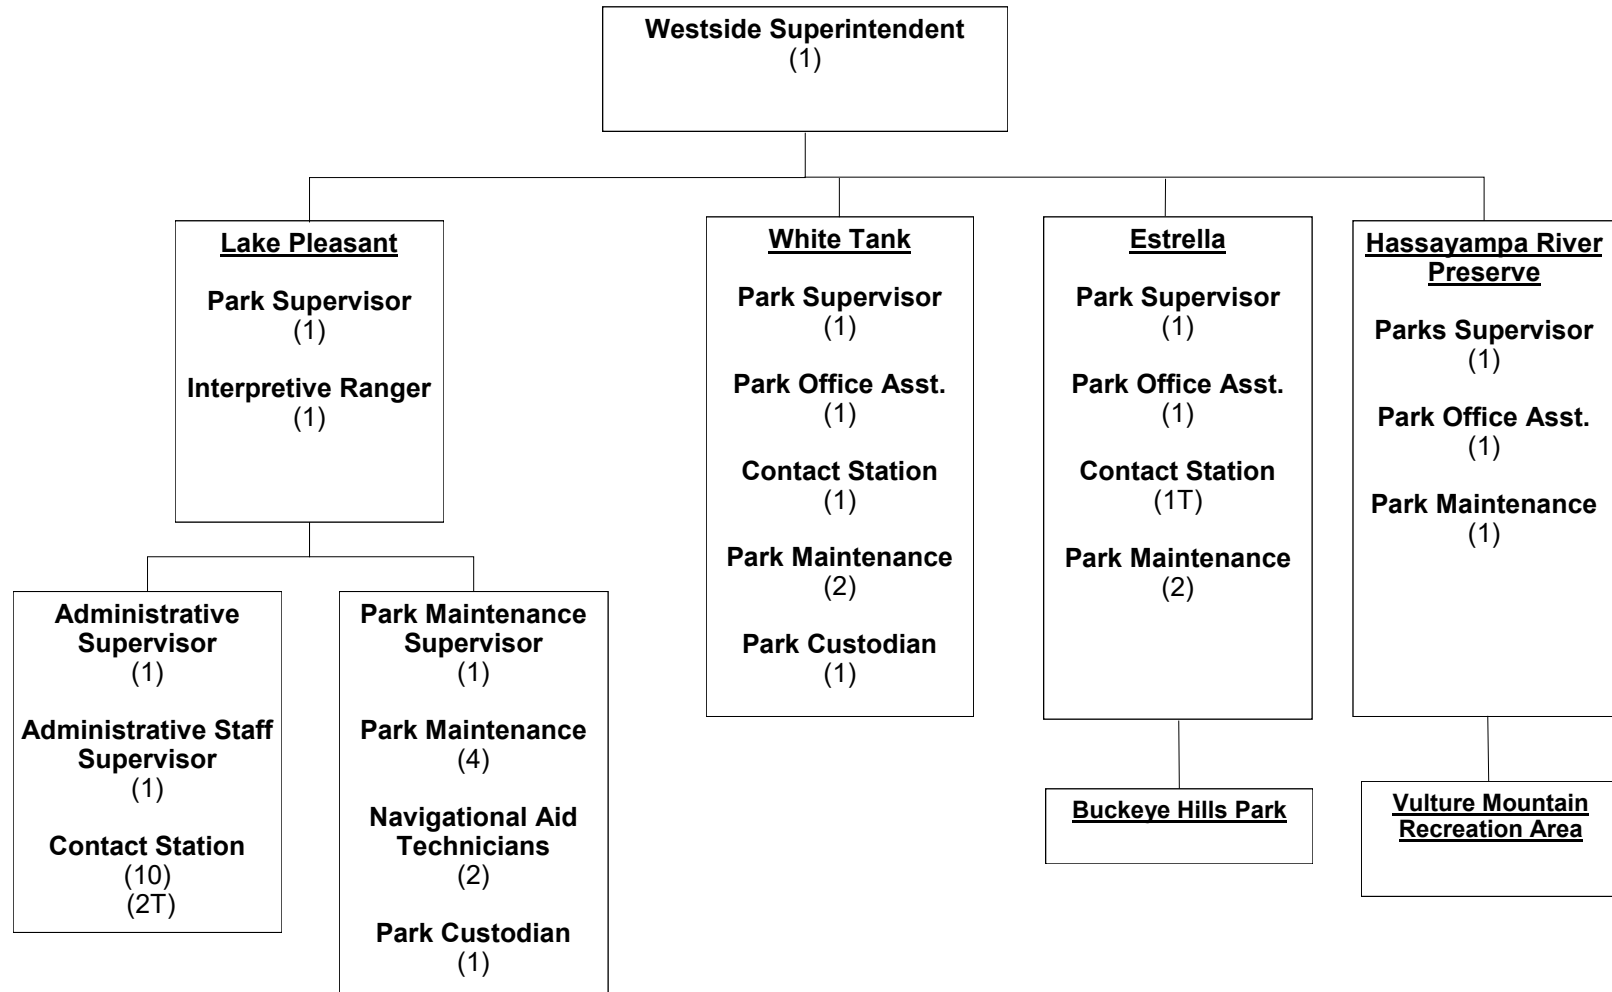 Westside Superintendent
(1)
Lake Pleasant
Park Supervisor
(1)
Interpretive Ranger
(1)
White Tank
Park Supervisor
(1)
Park Office Asst.
(1)
Contact Station
(1)
Park Maintenance
(2)
Park Custodian
(1)
Estrella
Park Supervisor
(1)
Park Office Asst.
(1)
Contact Station
(1T)
Park Maintenance
(2)
Hassayampa River
Preserve
Parks Supervisor
(1)
Park Office Asst.
(1)
Park Maintenance
(1)
Administrative
Supervisor
(1)
Administrative Staff
Supervisor
(1)
Contact Station
(10)
(2T)
Park Maintenance
Supervisor
(1)
Park Maintenance
(4)
Navigational Aid
Technicians
(2)
Park Custodian
(1)
Buckeye Hills Park
Vulture Mountain
Recreation Area